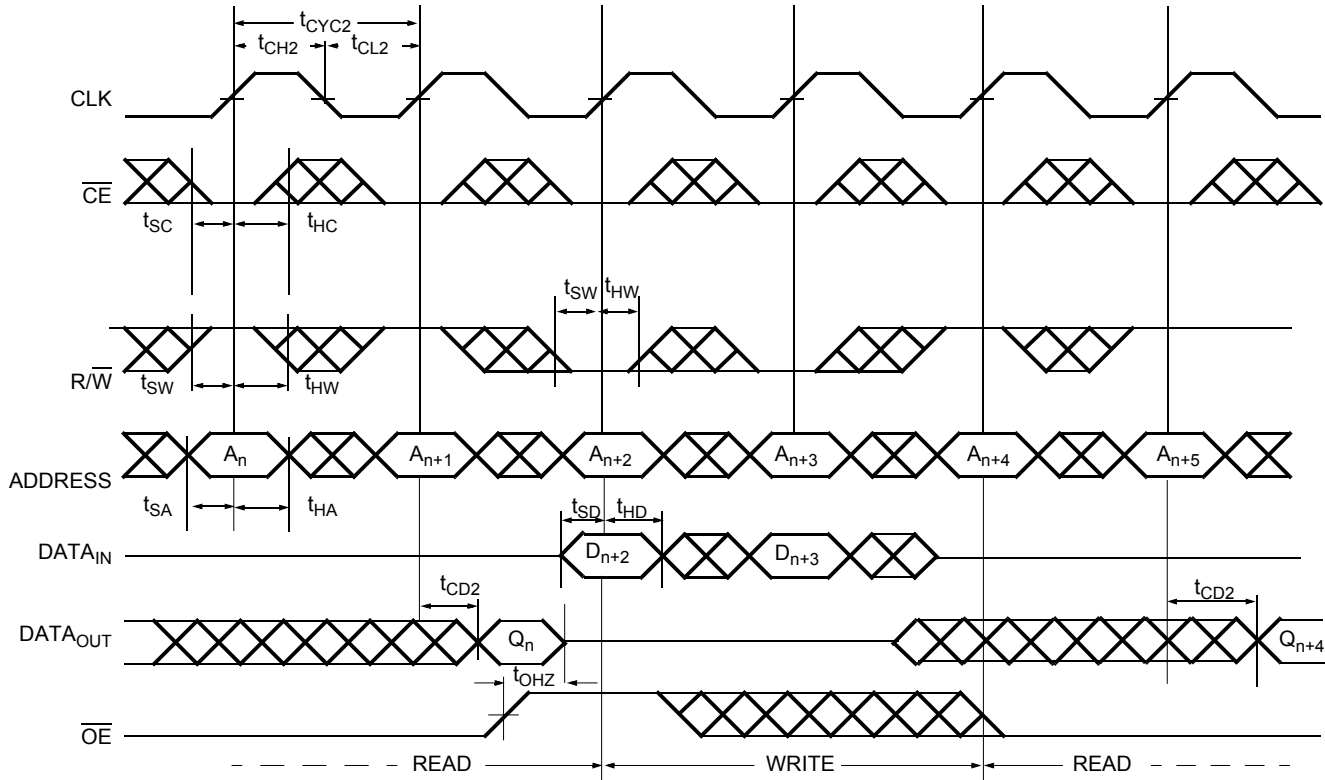 tCYC2
tCH2 tCL2
CLK
CE
tSC tHC
tSW tHW
R/W
tSW tHW
An An+1 An+2 An+3 An+4 An+5
ADDRESS
tSA tHA
tSD tHD
DATAIN Dn+2 Dn+3
tCD2 tCD2
DATAOUT Qn Qn+4
tOHZ
OE
READ WRITE READ